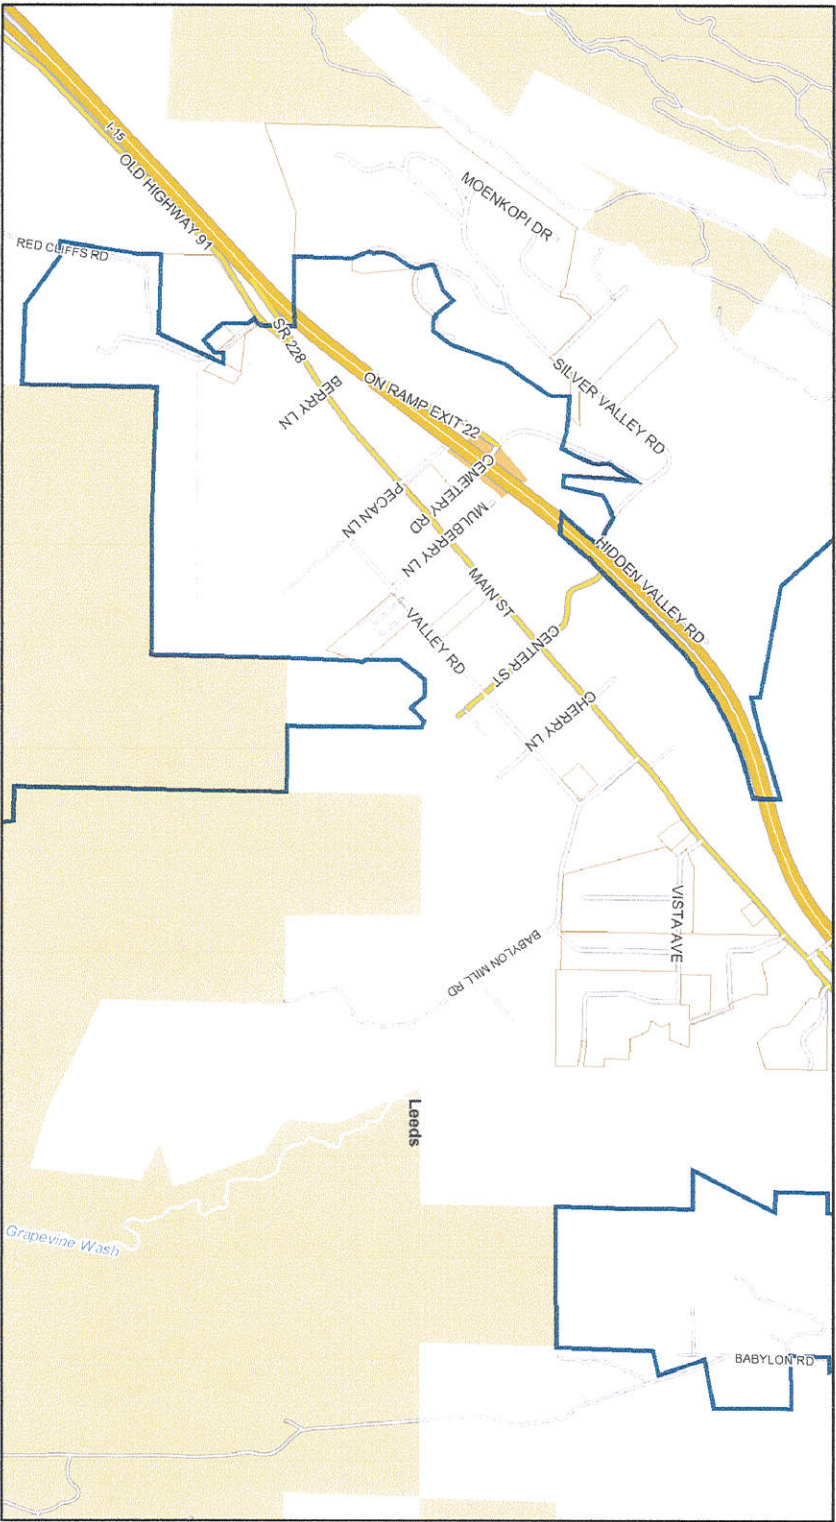 I-15
OLD HIGHWAY 91
RED CLIFFS RD
MOENKOPI DR
SR 228
BERRY LN
ON RAMP EXIT 22
SILVER VALLEY RD
CEMETERY RD
PECAN LN
MULBERRY LN
MAIN ST
VALLEY RD
HIDDEN VALLEY RD
CENTER ST
CHERRY LN
VISTA AVE
BABYLON MILL RD
Leeds
Grapevine Wash
BABYLON RD